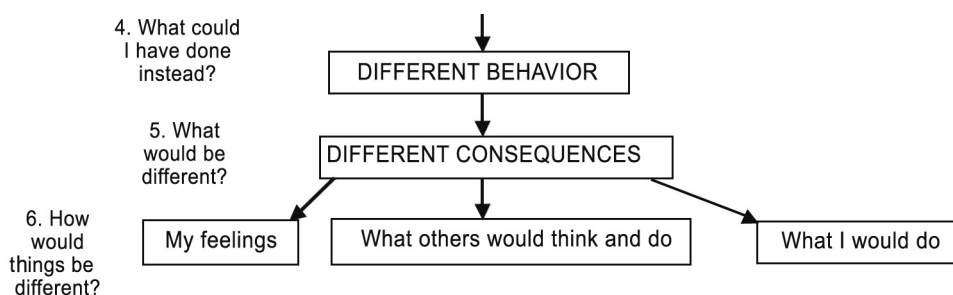 4. What could
I have done
instead?
DIFFERENT BEHAVIOR
5. What
would be
different?
DIFFERENT CONSEQUENCES
6. How
would
things be
different?
My feelings
What others would think and do
What I would do